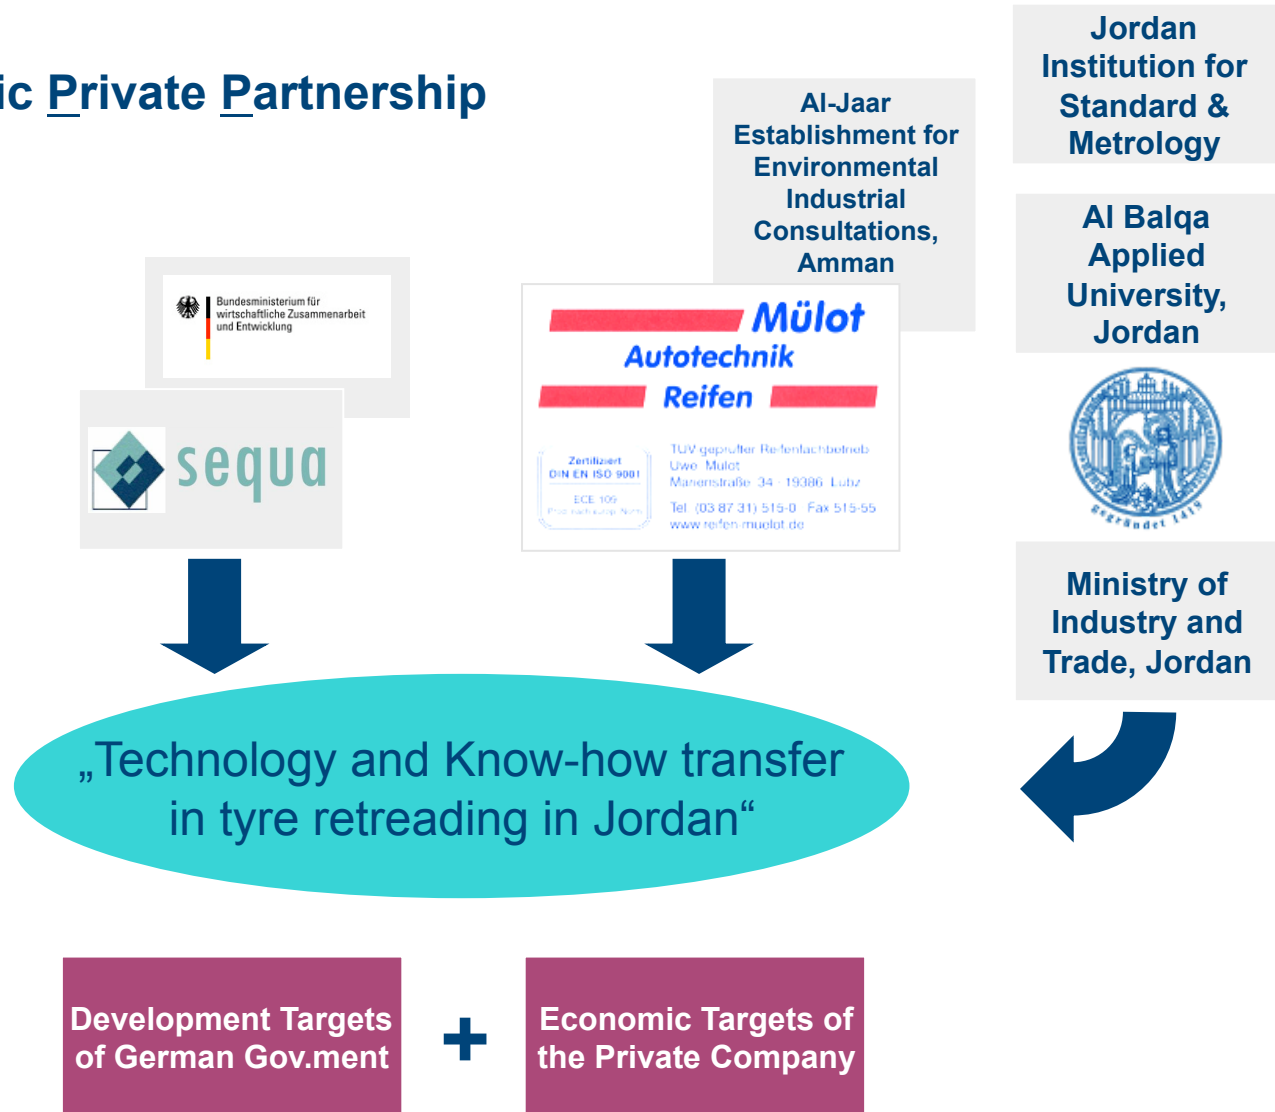 ic Private Partnership
Jordan
Institution for
Standard &
Metrology
Al-Jaar
Establishment for
Environmental
Industrial
Consultations,
Amman
Al Balqa
Applied
University,
Jordan
Bundesministerium für
wirtschaftliche Zusammenarbeit
und Entwicklung
sequa
Mülot
Autotechnik
Reifen
Zertifiziert
DIN EN ISO 9001
ECE 109
TÜV geprüfter Reifenfachbetrieb
Uwe Mülot
Marienstraße 34 · 19386 Lübz
Tel. (03 87 31) 515-0 Fax 515-55
www.reifen-muelot.de
gegründet 1419
Ministry of
Industry and
Trade, Jordan
„Technology and Know-how transfer
in tyre retreading in Jordan“
Development Targets
of German Gov.ment
+
Economic Targets of
the Private Company